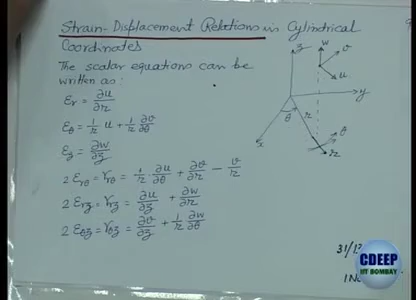 Strain-Displacement Relations in Cylindrical
Coordinates
The scalar equations can be
written as:
εr = ∂u/∂r
εθ = 1/r u + 1/r ∂v/∂θ
εz = ∂w/∂z
2 εrθ = γrθ = 1/r · ∂u/∂θ + ∂v/∂r − v/r
2 εrz = γrz = ∂u/∂z + ∂w/∂r
2 εθz = γθz = ∂v/∂z + 1/r ∂w/∂θ
z
w
v
u
y
θ
r
x
θ
r
31/1
CDEEP
IIT BOMBAY